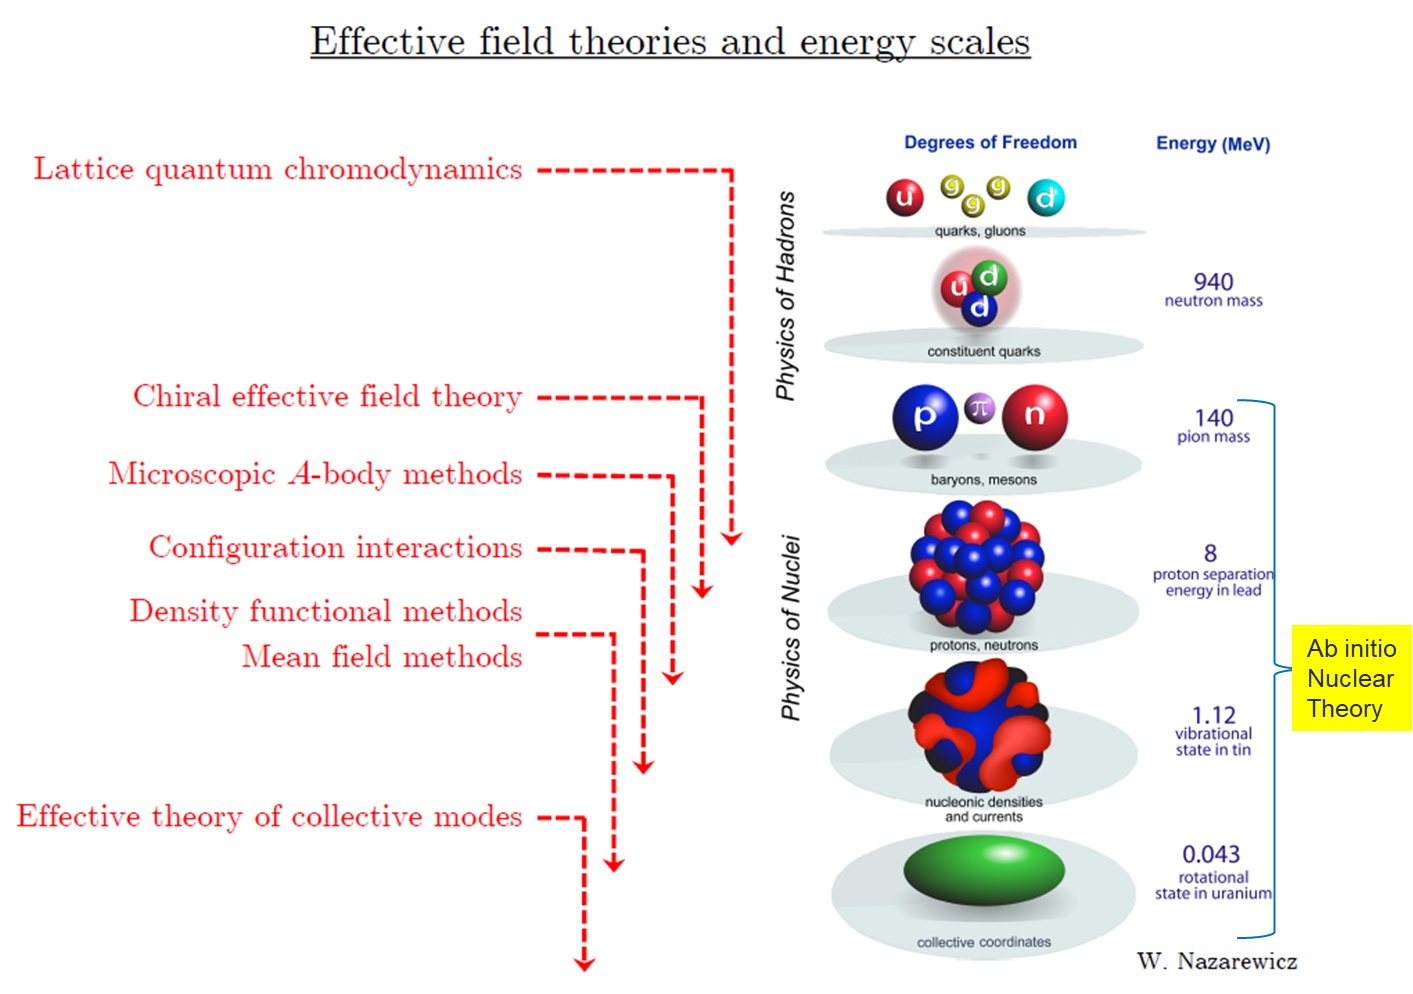 Effective field theories and energy scales
Degrees of Freedom
Energy (MeV)
Lattice quantum chromodynamics
Chiral effective field theory
Microscopic A-body methods
Configuration interactions
Density functional methods
Mean field methods
Effective theory of collective modes
Physics of Hadrons
Physics of Nuclei
u g g g d
quarks, gluons
u d d
constituent quarks
940
neutron mass
p π n
baryons, mesons
140
pion mass
protons, neutrons
8
proton separation
energy in lead
nucleonic densities
and currents
1.12
vibrational
state in tin
collective coordinates
0.043
rotational
state in uranium
Ab initio
Nuclear
Theory
W. Nazarewicz